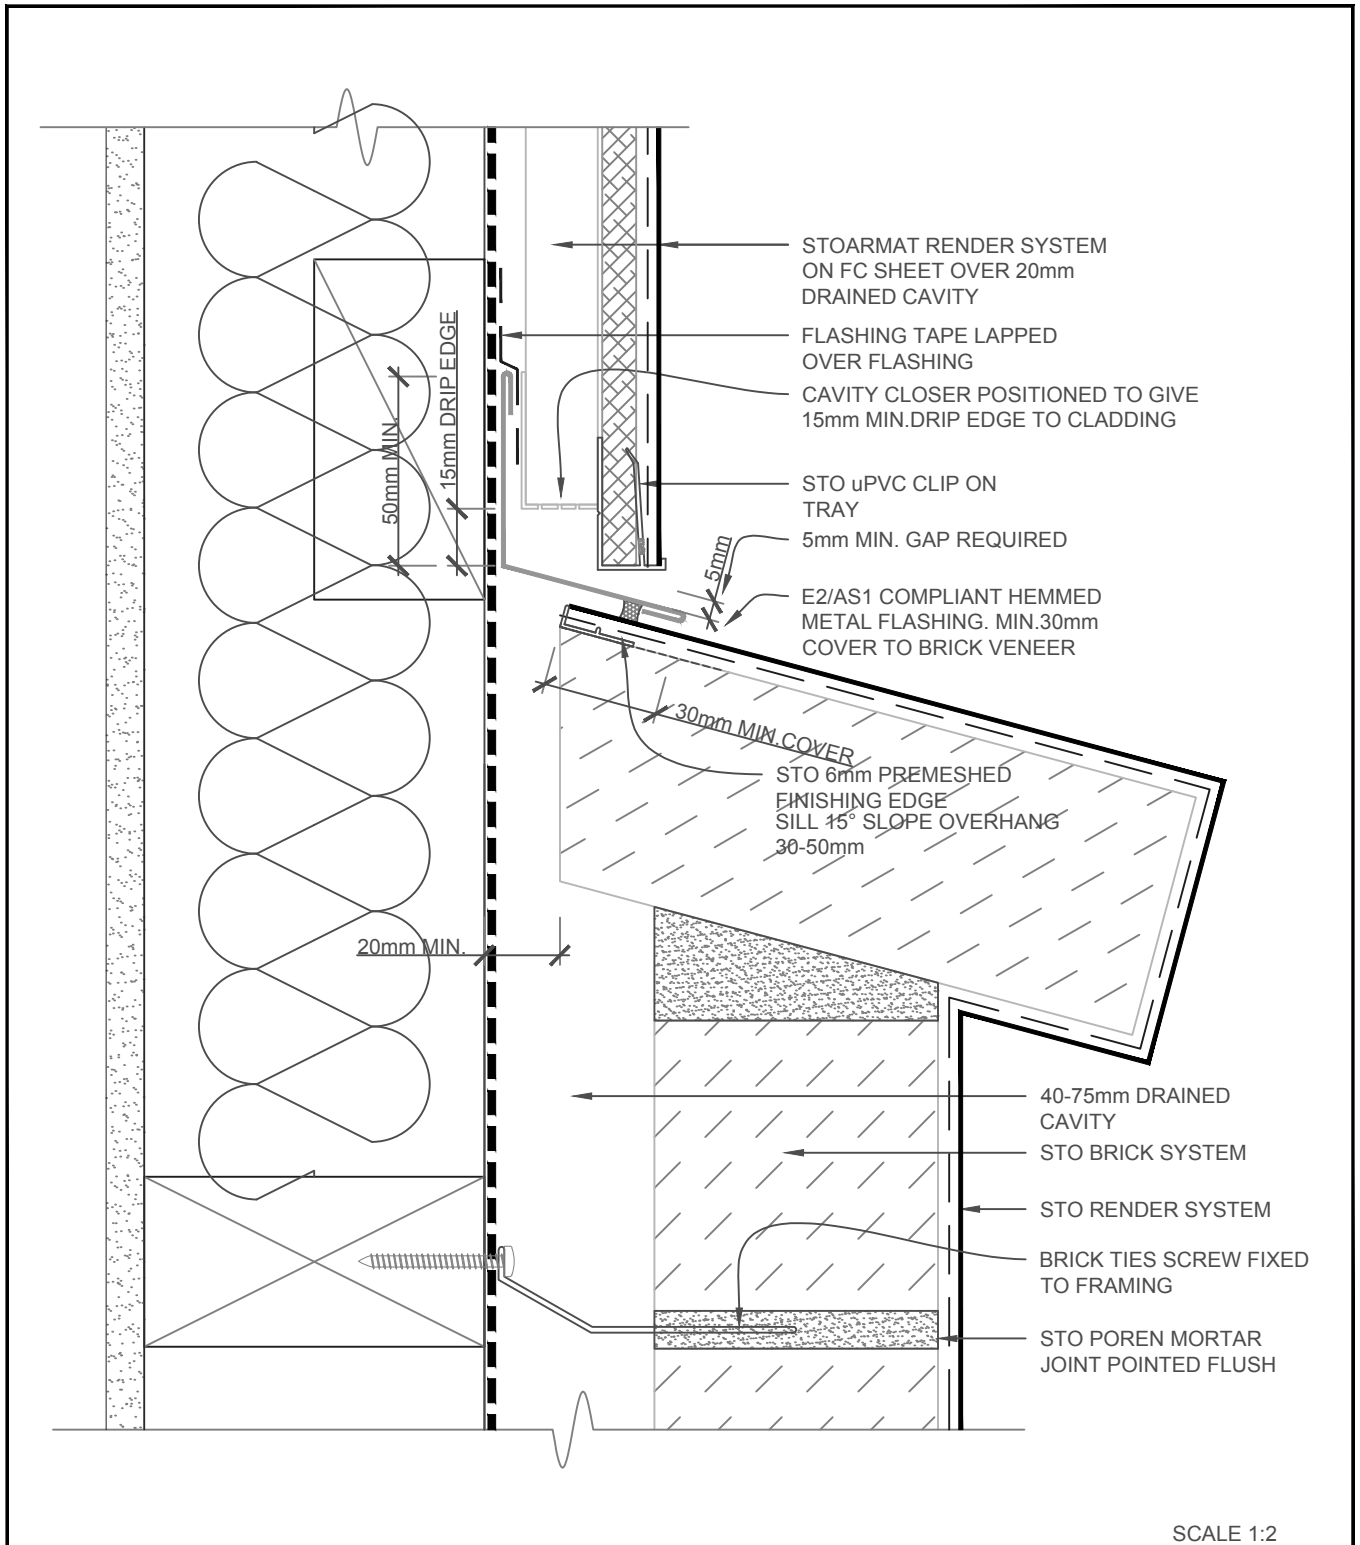 STOARMAT RENDER SYSTEM
ON FC SHEET OVER 20mm
DRAINED CAVITY
FLASHING TAPE LAPPED
OVER FLASHING
CAVITY CLOSER POSITIONED TO GIVE
15mm MIN.DRIP EDGE TO CLADDING
15mm DRIP EDGE
50mm MIN.
STO uPVC CLIP ON
TRAY
5mm MIN. GAP REQUIRED
5mm
E2/AS1 COMPLIANT HEMMED
METAL FLASHING. MIN.30mm
COVER TO BRICK VENEER
30mm MIN.COVER
STO 6mm PREMESHED
FINISHING EDGE
SILL 15° SLOPE OVERHANG
30-50mm
20mm MIN.
40-75mm DRAINED
CAVITY
STO BRICK SYSTEM
STO RENDER SYSTEM
BRICK TIES SCREW FIXED
TO FRAMING
STO POREN MORTAR
JOINT POINTED FLUSH
SCALE 1:2